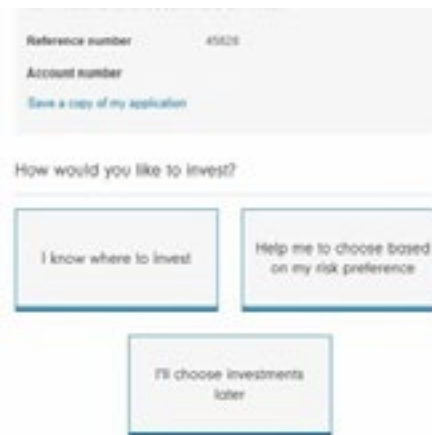 Reference number 45828
Account number
Save a copy of my application
How would you like to invest?
I know where to invest
Help me to choose based
on my risk preference
I'll choose investments
later